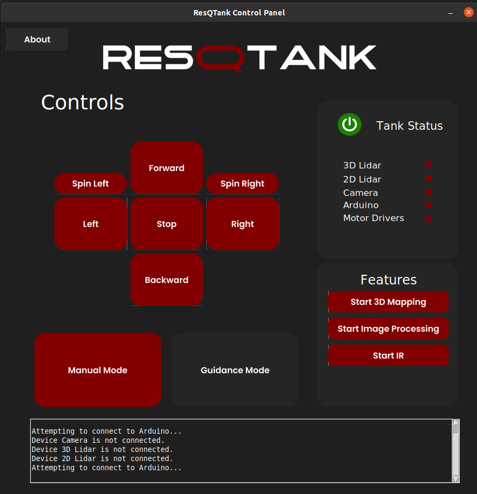 ResQTank Control Panel
About
RESQTANK
Controls
Forward
Spin Left
Spin Right
Left
Stop
Right
Backward
Manual Mode
Guidance Mode
Tank Status
3D Lidar
2D Lidar
Camera
Arduino
Motor Drivers
Features
Start 3D Mapping
Start Image Processing
Start IR
Attempting to connect to Arduino...
Device Camera is not connected.
Device 3D Lidar is not connected.
Device 2D Lidar is not connected.
Attempting to connect to Arduino...